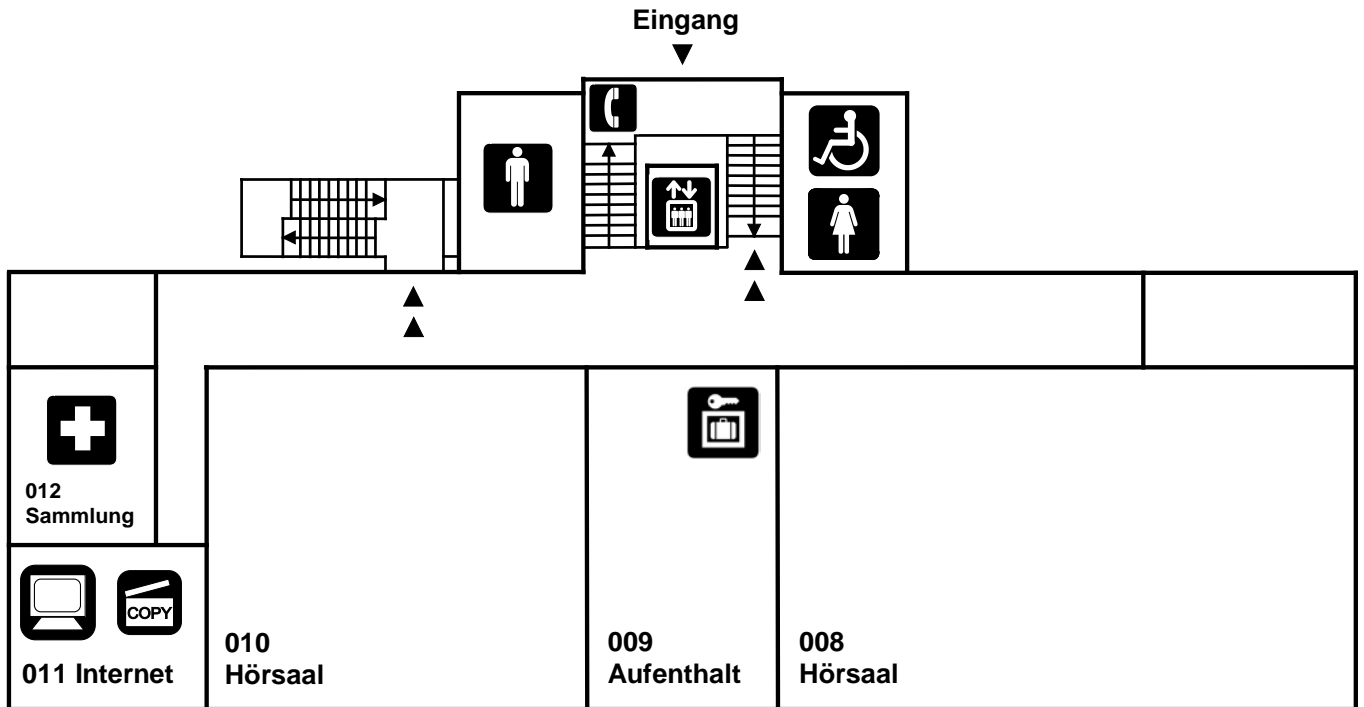 Eingang
012
Sammlung
COPY
011 Internet
010
Hörsaal
009
Aufenthalt
008
Hörsaal